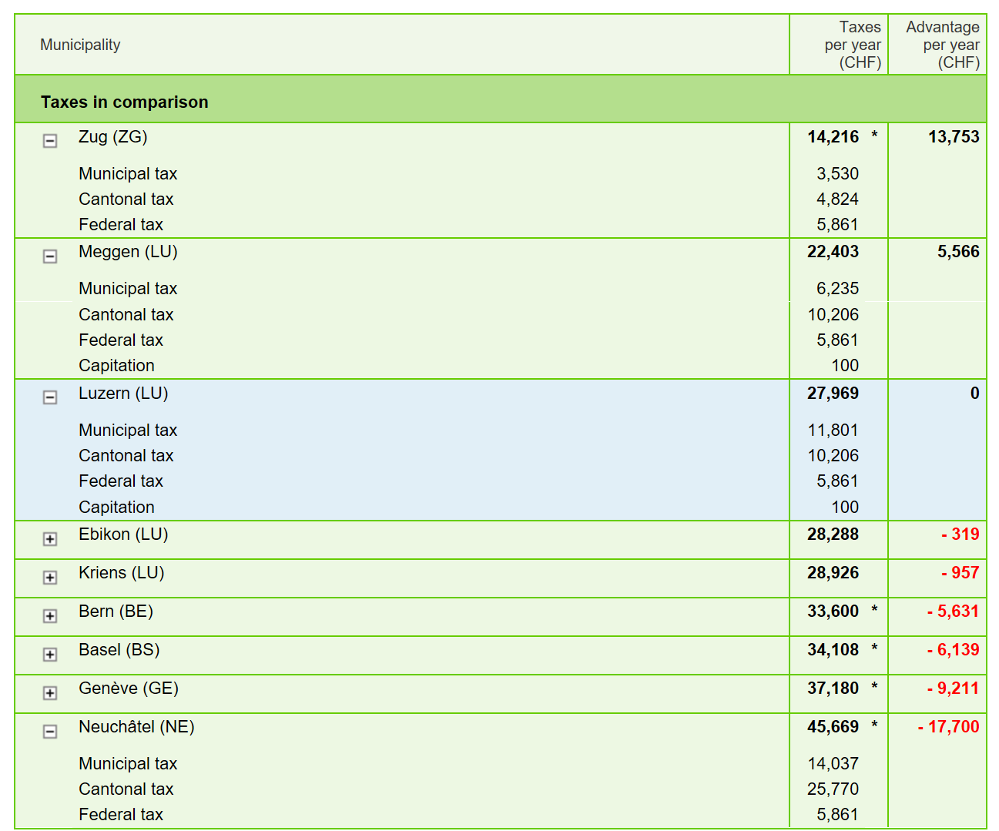 Municipality
Taxes
per year
(CHF)
Advantage
per year
(CHF)
Taxes in comparison
Zug (ZG) 14,216 * 13,753
Municipal tax 3,530
Cantonal tax 4,824
Federal tax 5,861
Meggen (LU) 22,403 5,566
Municipal tax 6,235
Cantonal tax 10,206
Federal tax 5,861
Capitation 100
Luzern (LU) 27,969 0
Municipal tax 11,801
Cantonal tax 10,206
Federal tax 5,861
Capitation 100
Ebikon (LU) 28,288 - 319
Kriens (LU) 28,926 - 957
Bern (BE) 33,600 * - 5,631
Basel (BS) 34,108 * - 6,139
Genève (GE) 37,180 * - 9,211
Neuchâtel (NE) 45,669 * - 17,700
Municipal tax 14,037
Cantonal tax 25,770
Federal tax 5,861